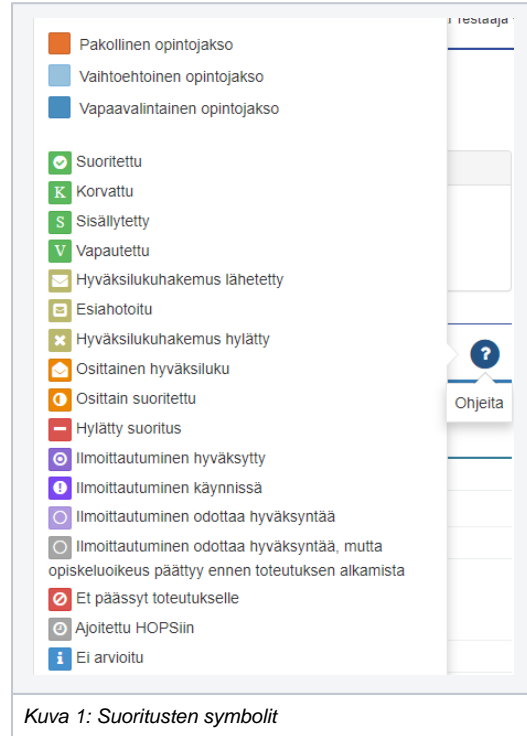 Testaaja
Pakollinen opintojakso
Vaihtoehtoinen opintojakso
Vapaavalintainen opintojakso
Suoritettu
K Korvattu
S Sisällytetty
V Vapautettu
Hyväksilukuhakemus lähetetty
Esiahotoitu
Hyväksilukuhakemus hylätty
Osittainen hyväksiluku
Osittain suoritettu
Hylätty suoritus
Ilmoittautuminen hyväksytty
Ilmoittautuminen käynnissä
Ilmoittautuminen odottaa hyväksyntää
Ilmoittautuminen odottaa hyväksyntää, mutta
opiskeluoikeus päättyy ennen toteutuksen alkamista
Et päässyt toteutukselle
Ajoitettu HOPSiin
i Ei arvioitu
?
Ohjeita
Kuva 1: Suoritusten symbolit